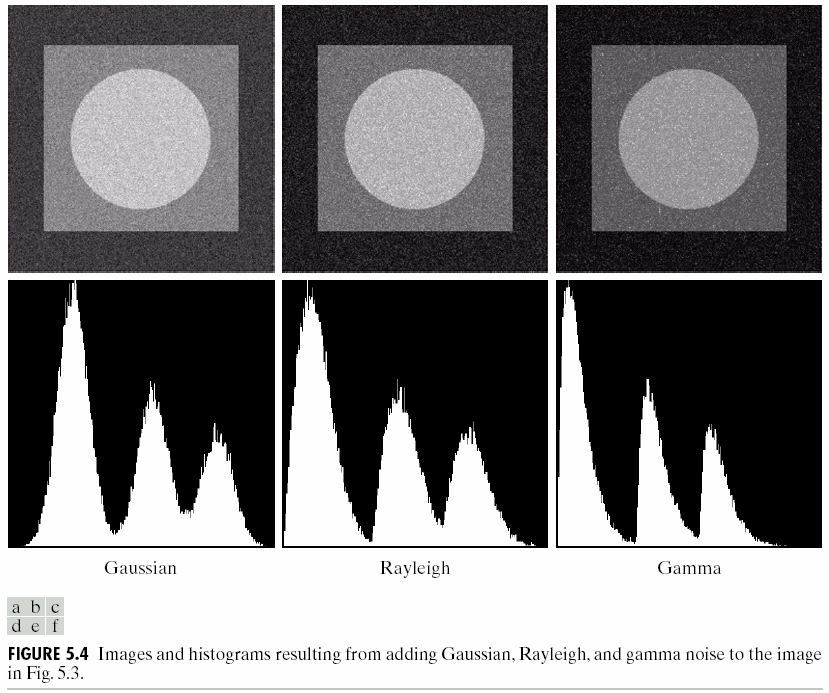 Gaussian Rayleigh Gamma
a b c
d e f
FIGURE 5.4 Images and histograms resulting from adding Gaussian, Rayleigh, and gamma noise to the image
in Fig. 5.3.